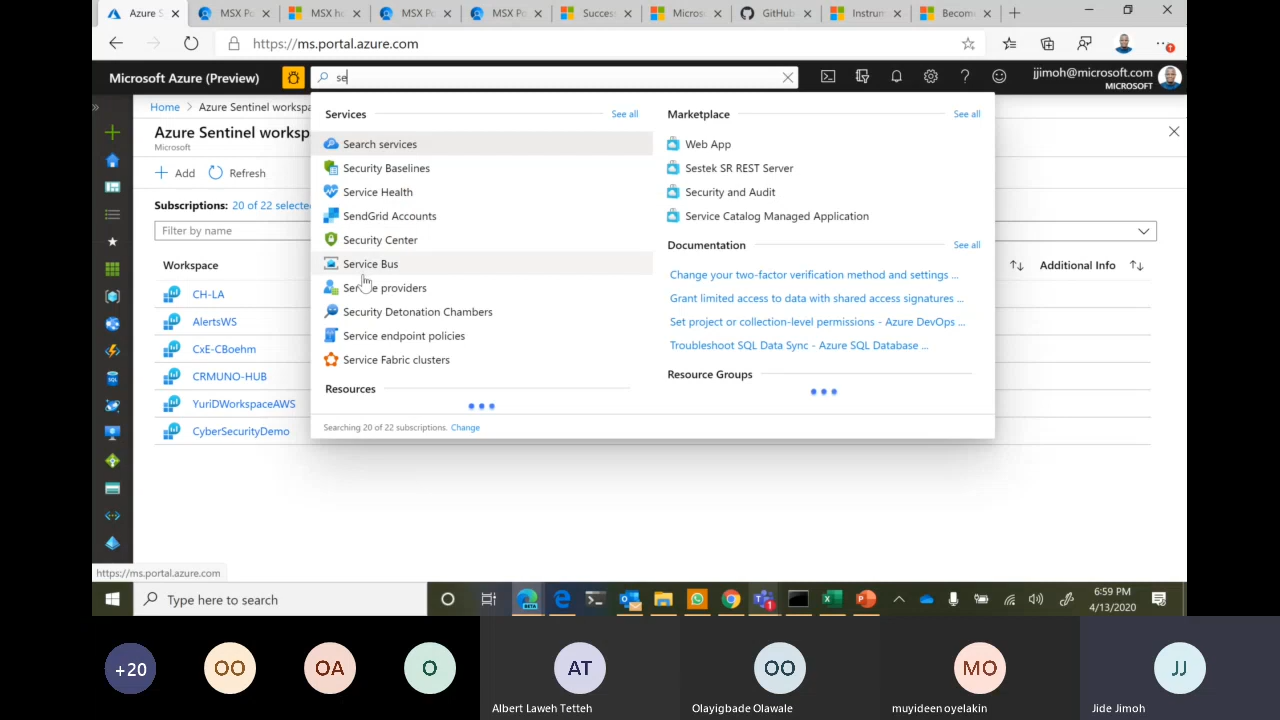 Azure S
MSX Po
MSX ho
MSX Po
MSX Po
Succes
Micros
GitHub
Instrum
Becom
https://ms.portal.azure.com
Microsoft Azure (Preview)
se
jjimoh@microsoft.com
MICROSOFT
Home > Azure Sentinel workspa
Azure Sentinel worksp
Microsoft
Add
Refresh
Subscriptions: 20 of 22 selecte
Filter by name
Workspace
Additional Info
CH-LA
AlertsWS
CxE-CBoehm
CRMUNO-HUB
YuriDWorkspaceAWS
CyberSecurityDemo
Services
See all
Search services
Security Baselines
Service Health
SendGrid Accounts
Security Center
Service Bus
Service providers
Security Detonation Chambers
Service endpoint policies
Service Fabric clusters
Resources
Marketplace
See all
Web App
Sestek SR REST Server
Security and Audit
Service Catalog Managed Application
Documentation
See all
Change your two-factor verification method and settings ...
Grant limited access to data with shared access signatures ...
Set project or collection-level permissions - Azure DevOps ...
Troubleshoot SQL Data Sync - Azure SQL Database ...
Resource Groups
Searching 20 of 22 subscriptions. Change
https://ms.portal.azure.com
Type here to search
BETA
1
6:59 PM
4/13/2020
+20
OO
OA
O
AT
OO
MO
JJ
Albert Laweh Tetteh
Olayigbade Olawale
muyideen oyelakin
Jide Jimoh